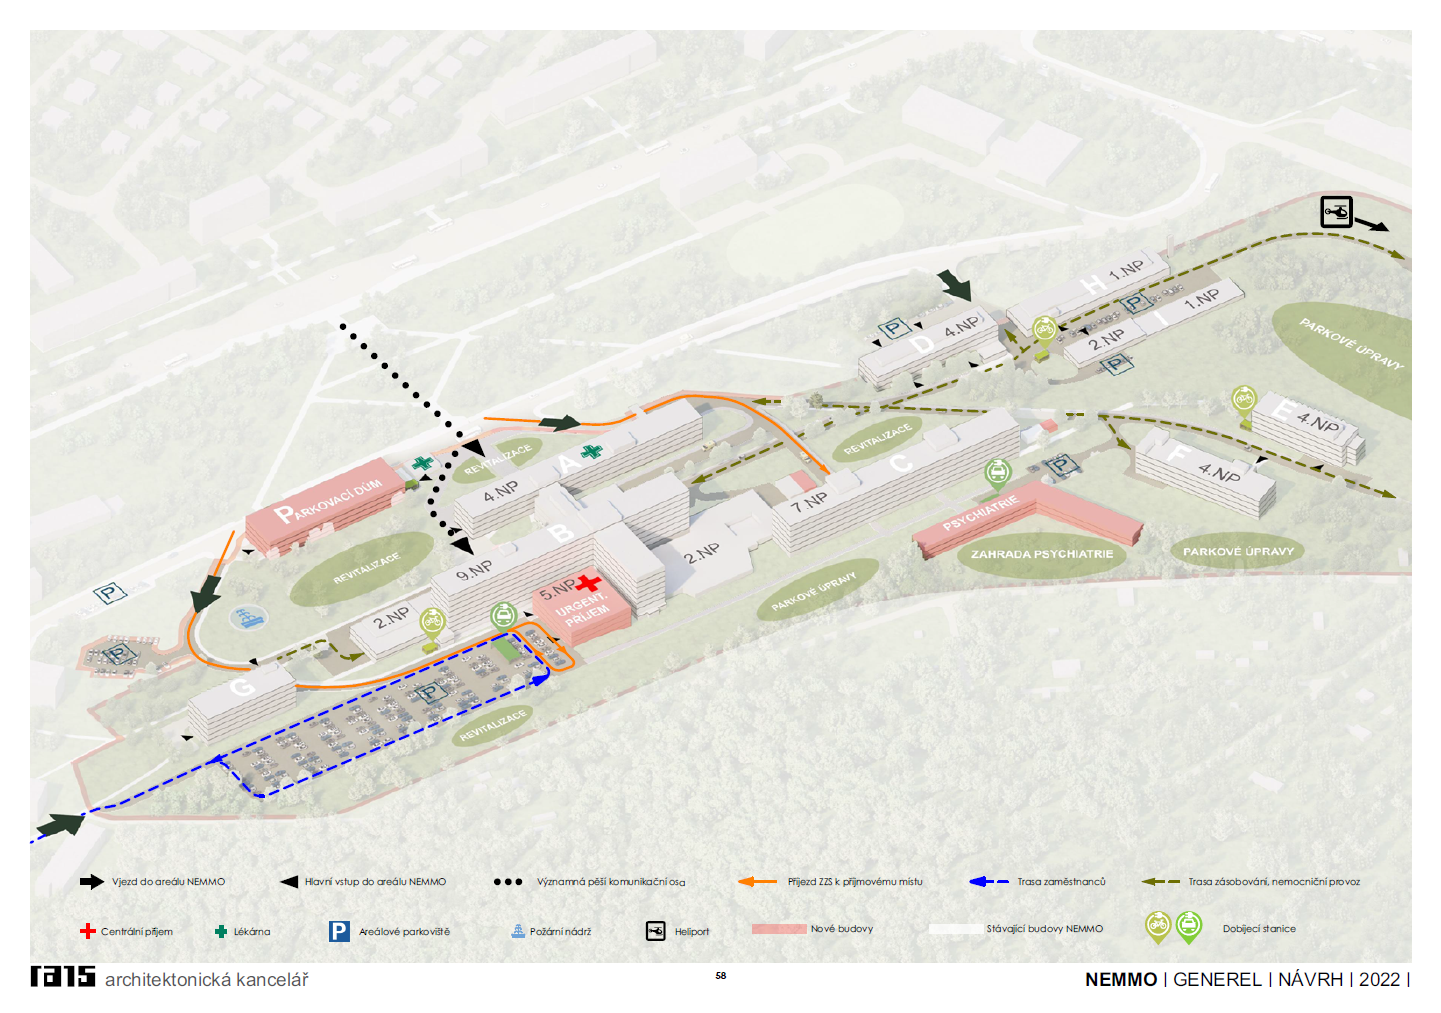 H 1.NP
P
1.NP
I
P
D 4.NP
2.NP
P
PARKOVÉ ÚPRAVY
E 4.NP
REVITALIZACE
REVITALIZACE
A
C
F
4.NP
P
4.NP
PARKOVACÍ DŮM
7.NP
PSYCHIATRIE
B
2.NP
ZAHRADA PSYCHIATRIE
PARKOVÉ ÚPRAVY
REVITALIZACE
9.NP
5.NP
URGENT.
PŘÍJEM
PARKOVÉ ÚPRAVY
P
2.NP
P
G
P
REVITALIZACE
Vjezd do areálu NEMMO
Hlavní vstup do areálu NEMMO
Významná pěší komunikační osa
Příjezd ZZS k příjmovému místu
Trasa zaměstnanců
Trasa zásobování, nemocniční provoz
Centrální příjem
Lékárna
P Areálové parkoviště
Požární nádrž
Heliport
Nové budovy
Stávající budovy NEMMO
Dobíjecí stanice
ra15 architektonická kancelář
58
NEMMO | GENEREL | NÁVRH | 2022 |